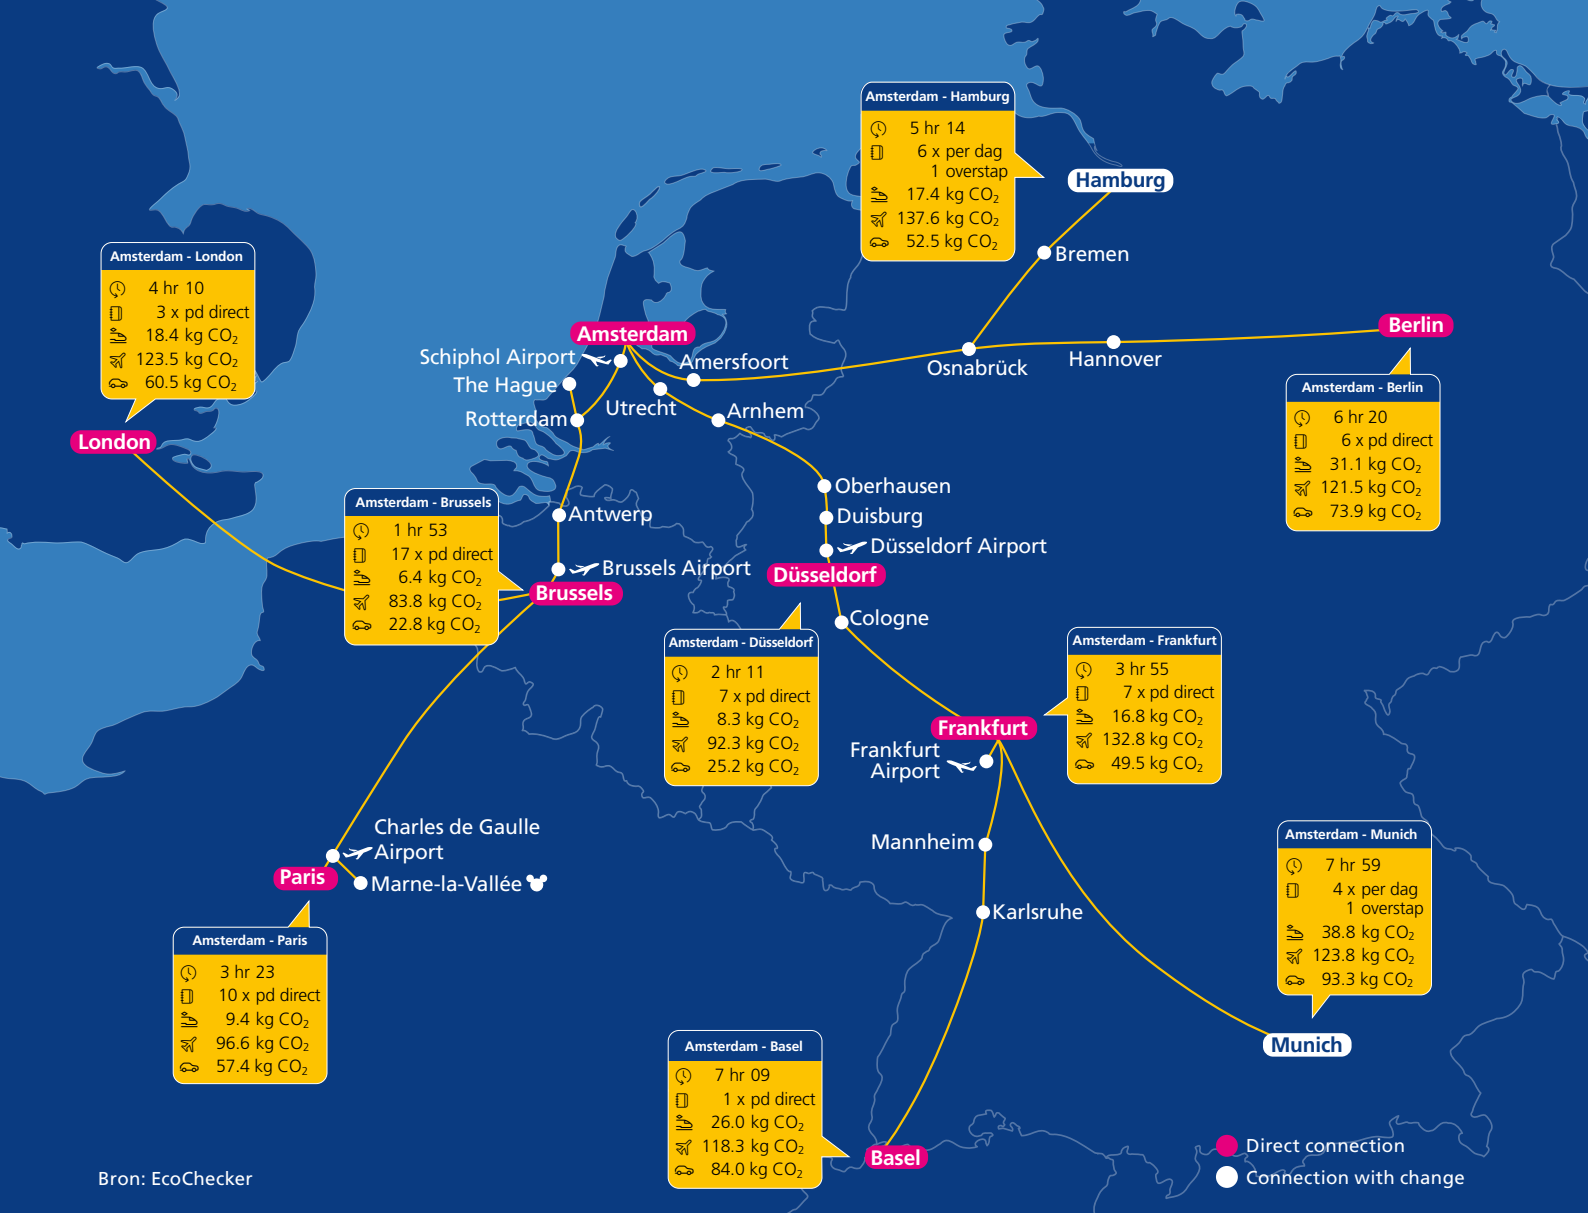 Amsterdam - Hamburg
5 hr 14
6 x per dag
1 overstap
17.4 kg CO₂
137.6 kg CO₂
52.5 kg CO₂
Hamburg
Bremen
Amsterdam - London
4 hr 10
3 x pd direct
18.4 kg CO₂
123.5 kg CO₂
60.5 kg CO₂
London
Amsterdam
Schiphol Airport
The Hague
Rotterdam
Utrecht
Amersfoort
Arnhem
Osnabrück
Hannover
Berlin
Amsterdam - Berlin
6 hr 20
6 x pd direct
31.1 kg CO₂
121.5 kg CO₂
73.9 kg CO₂
Amsterdam - Brussels
1 hr 53
17 x pd direct
6.4 kg CO₂
83.8 kg CO₂
22.8 kg CO₂
Antwerp
Brussels Airport
Brussels
Oberhausen
Duisburg
Düsseldorf Airport
Düsseldorf
Cologne
Amsterdam - Düsseldorf
2 hr 11
7 x pd direct
8.3 kg CO₂
92.3 kg CO₂
25.2 kg CO₂
Amsterdam - Frankfurt
3 hr 55
7 x pd direct
16.8 kg CO₂
132.8 kg CO₂
49.5 kg CO₂
Frankfurt
Frankfurt
Airport
Mannheim
Karlsruhe
Charles de Gaulle
Airport
Paris
Marne-la-Vallée
Amsterdam - Paris
3 hr 23
10 x pd direct
9.4 kg CO₂
96.6 kg CO₂
57.4 kg CO₂
Amsterdam - Munich
7 hr 59
4 x per dag
1 overstap
38.8 kg CO₂
123.8 kg CO₂
93.3 kg CO₂
Munich
Amsterdam - Basel
7 hr 09
1 x pd direct
26.0 kg CO₂
118.3 kg CO₂
84.0 kg CO₂
Basel
Direct connection
Connection with change
Bron: EcoChecker